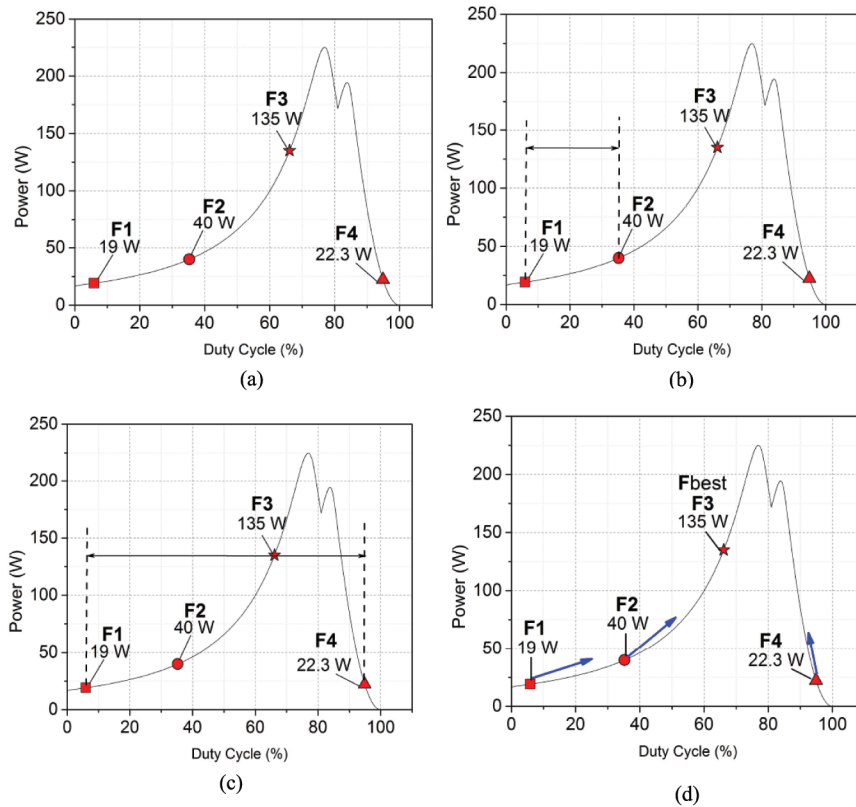 250
200
150
100
50
0
Power (W)
F3
135 W
F2
40 W
F1
19 W
F4
22.3 W
0 20 40 60 80 100
Duty Cycle (%)
(a)
250
200
150
100
50
0
Power (W)
F3
135 W
F2
40 W
F1
19 W
F4
22.3 W
0 20 40 60 80 100
Duty Cycle (%)
(b)
250
200
150
100
50
0
Power (W)
F3
135 W
F2
40 W
F1
19 W
F4
22.3 W
0 20 40 60 80 100
Duty Cycle (%)
(c)
250
200
150
100
50
0
Power (W)
Fbest
F3
135 W
F2
40 W
F1
19 W
F4
22.3 W
0 20 40 60 80 100
Duty Cycle (%)
(d)